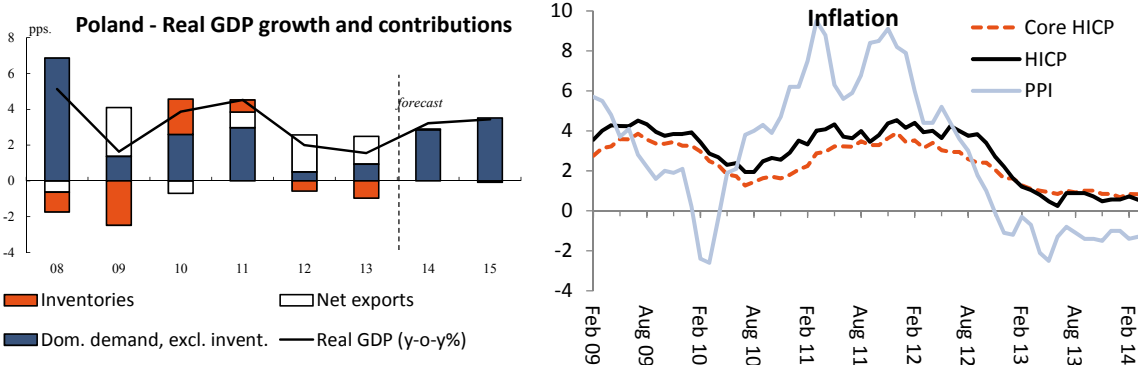 Poland - Real GDP growth and contributions
pps.
8
6
4
2
0
-2
-4
forecast
08 09 10 11 12 13 14 15
Inventories
Net exports
Dom. demand, excl. invent.
Real GDP (y-o-y%)
Inflation
Core HICP
HICP
PPI
10
8
6
4
2
0
-2
-4
Feb 09
Aug 09
Feb 10
Aug 10
Feb 11
Aug 11
Feb 12
Aug 12
Feb 13
Aug 13
Feb 14